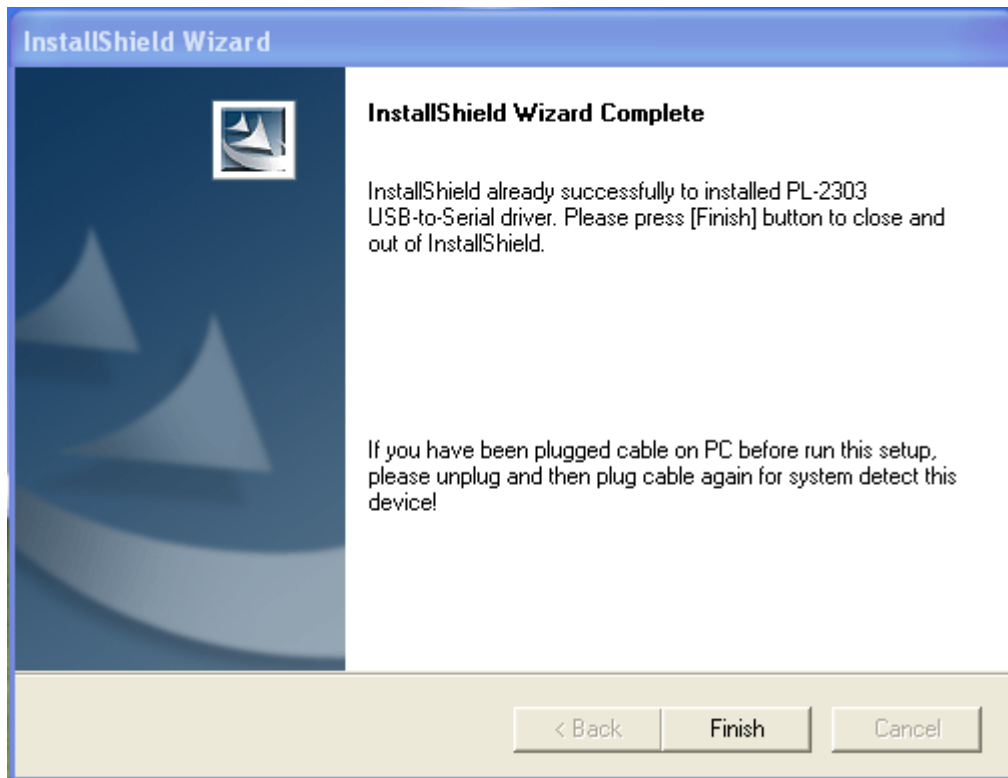 InstallShield Wizard
InstallShield Wizard Complete
InstallShield already successfully to installed PL-2303
USB-to-Serial driver. Please press [Finish] button to close and
out of InstallShield.
If you have been plugged cable on PC before run this setup,
please unplug and then plug cable again for system detect this
device!
< Back
Finish
Cancel